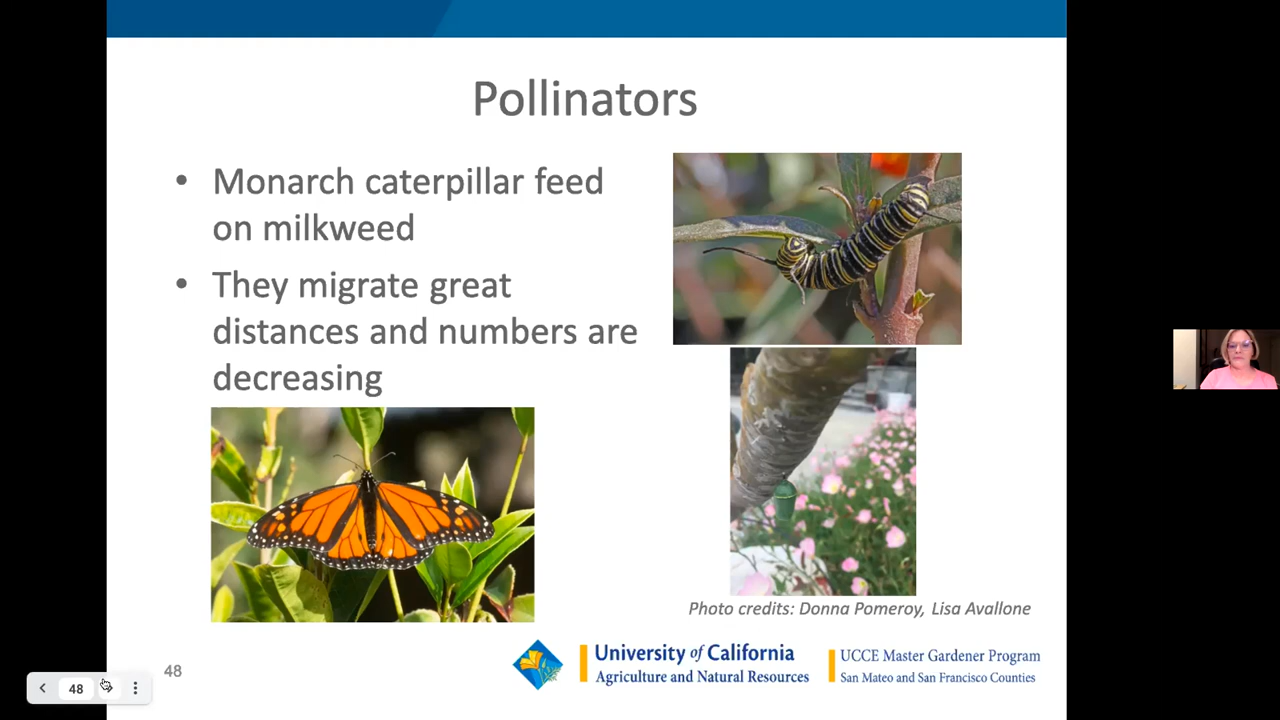 Pollinators
• Monarch caterpillar feed
on milkweed
• They migrate great
distances and numbers are
decreasing
Photo credits: Donna Pomeroy, Lisa Avallone
University of California
Agriculture and Natural Resources
UCCE Master Gardener Program
San Mateo and San Francisco Counties
48
48